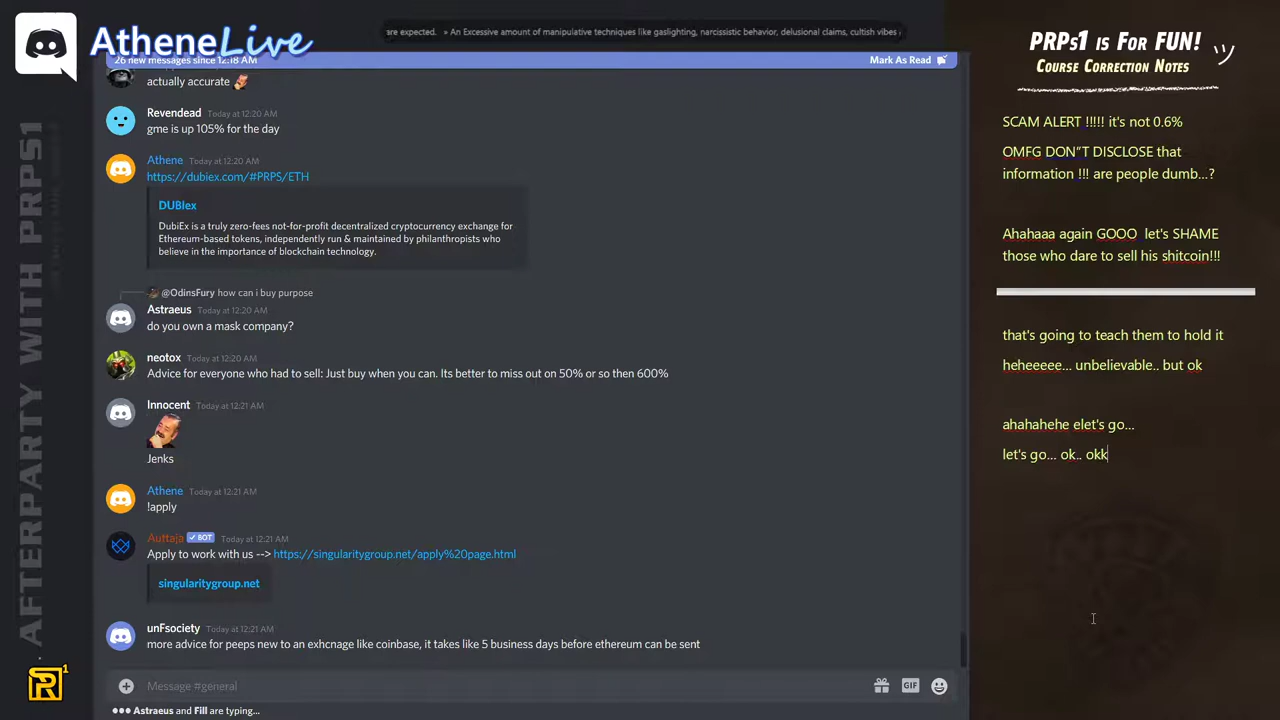 AtheneLive
are expected. » An Excessive amount of manipulative techniques like gaslighting, narcissistic behavior, delusional claims, cultish vibes
26 new messages since 12:18 AM
Mark As Read
actually accurate
Revendead Today at 12:20 AM
gme is up 105% for the day
Athene Today at 12:20 AM
https://dubiex.com/#PRPS/ETH
DUBIex
DubiEx is a truly zero-fees not-for-profit decentralized cryptocurrency exchange for
Ethereum-based tokens, independently run & maintained by philanthropists who
believe in the importance of blockchain technology.
@OdinsFury how can i buy purpose
Astraeus Today at 12:20 AM
do you own a mask company?
neotox Today at 12:20 AM
Advice for everyone who had to sell: Just buy when you can. Its better to miss out on 50% or so then 600%
Innocent Today at 12:21 AM
Jenks
Athene Today at 12:21 AM
!apply
Auttaja ✓ BOT Today at 12:21 AM
Apply to work with us --> https://singularitygroup.net/apply%20page.html
singularitygroup.net
unFsociety Today at 12:21 AM
more advice for peeps new to an exhcnage like coinbase, it takes like 5 business days before ethereum can be sent
Message #general
GIF
Astraeus and Fill are typing...
AFTERPARTY WITH PRPS1
PRPs1 is For FUN!
Course Correction Notes
SCAM ALERT !!!!! it's not 0.6%
OMFG DON"T DISCLOSE that
information !!! are people dumb...?
Ahahaaa again GOOO let's SHAME
those who dare to sell his shitcoin!!!
that's going to teach them to hold it
heheeeee... unbelievable.. but ok
ahahahehe elet's go...
let's go... ok.. okk